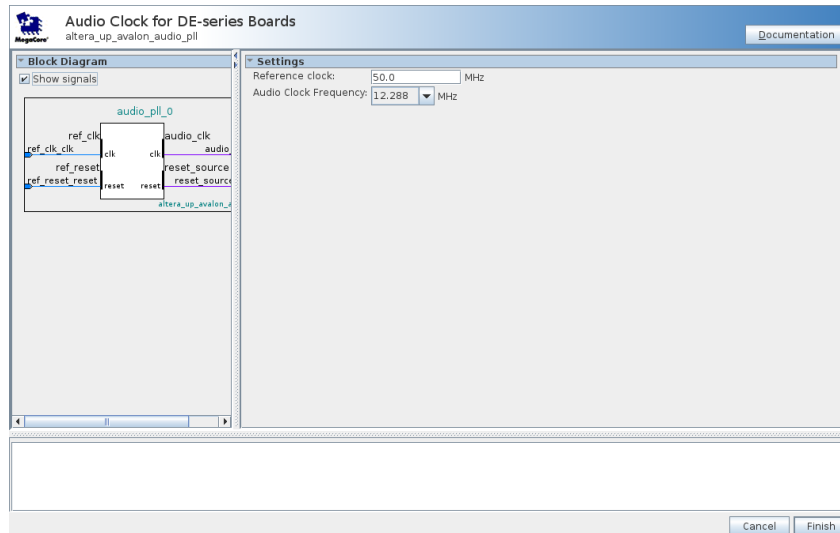 Audio Clock for DE-series Boards
MegaCore®
altera_up_avalon_audio_pll
Documentation
Block Diagram
Show signals
audio_pll_0
ref_clk
audio_clk
ref_clk_clk
clk
clk
audio_
ref_reset
reset_source
ref_reset_reset
reset
reset
reset_source
altera_up_avalon_a
Settings
Reference clock: 50.0 MHz
Audio Clock Frequency: 12.288 MHz
Cancel
Finish